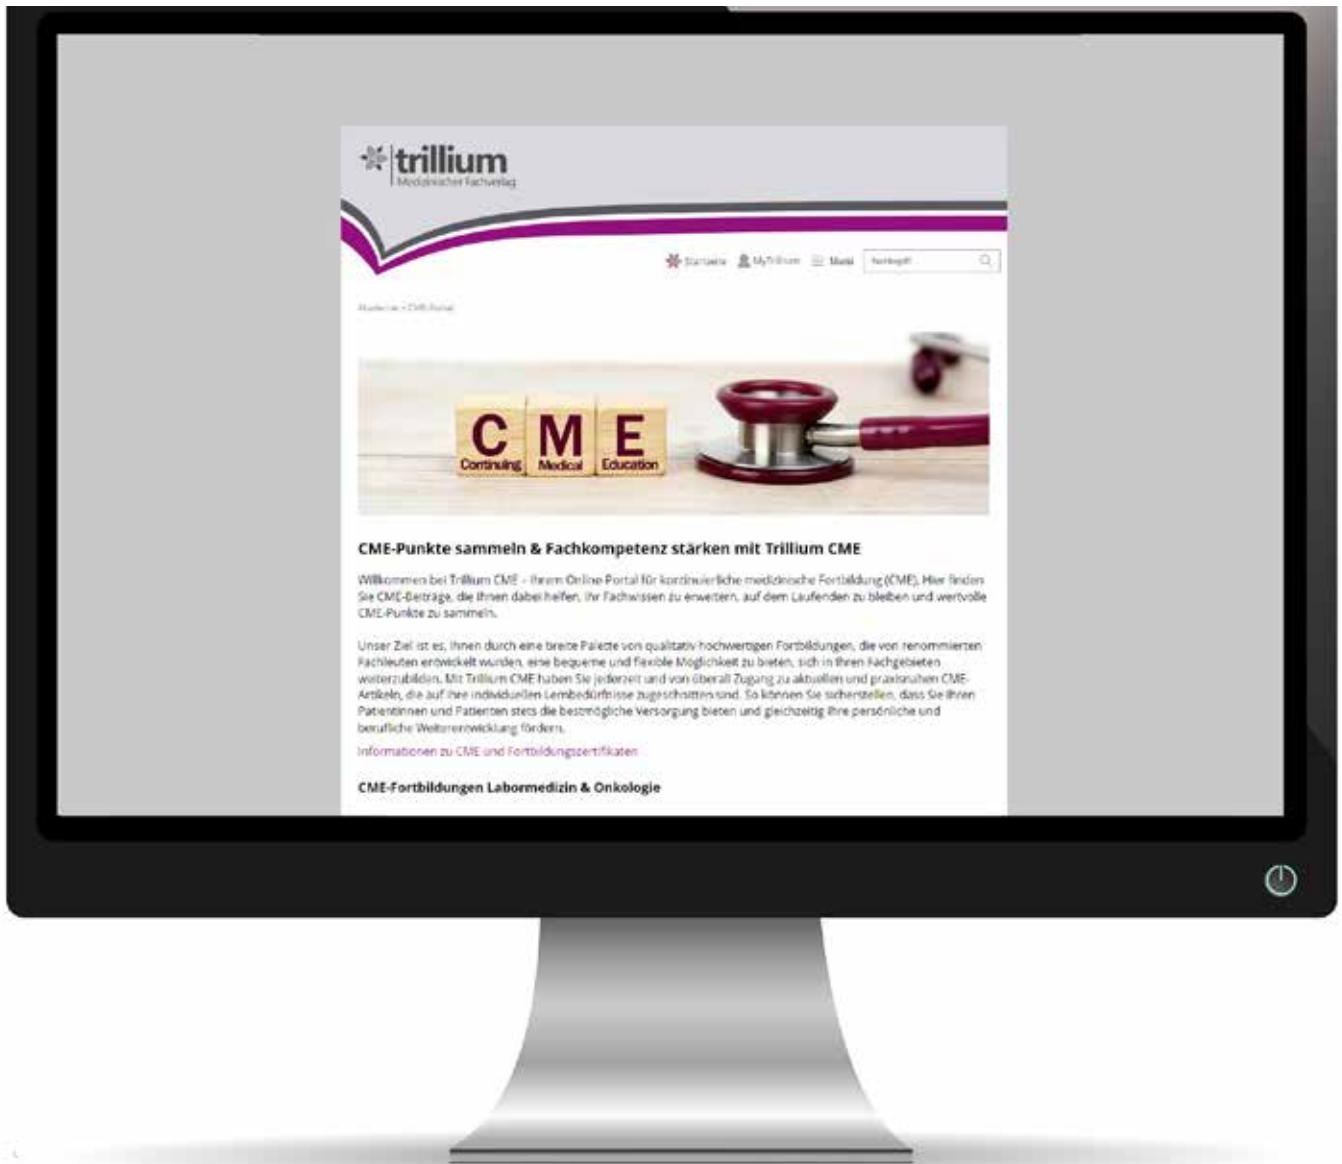 trillium
Medizinischer Fachverlag
Startseite MyTrillium Menü Suchbegriff
Akademie > CME-Portal
C M E
Continuing Medical Education
CME-Punkte sammeln & Fachkompetenz stärken mit Trillium CME
Willkommen bei Trillium CME – Ihrem Online-Portal für kontinuierliche medizinische Fortbildung (CME). Hier finden
Sie CME-Beiträge, die Ihnen dabei helfen, Ihr Fachwissen zu erweitern, auf dem Laufenden zu bleiben und wertvolle
CME-Punkte zu sammeln.
Unser Ziel ist es, Ihnen durch eine breite Palette von qualitativ hochwertigen Fortbildungen, die von renommierten
Fachleuten entwickelt wurden, eine bequeme und flexible Möglichkeit zu bieten, sich in Ihren Fachgebieten
weiterzubilden. Mit Trillium CME haben Sie jederzeit und von überall Zugang zu aktuellen und praxisnahen CME-
Artikeln, die auf Ihre individuellen Lernbedürfnisse zugeschnitten sind. So können Sie sicherstellen, dass Sie Ihren
Patientinnen und Patienten stets die bestmögliche Versorgung bieten und gleichzeitig Ihre persönliche und
berufliche Weiterentwicklung fördern.
Informationen zu CME und Fortbildungszertifikaten
CME-Fortbildungen Labormedizin & Onkologie